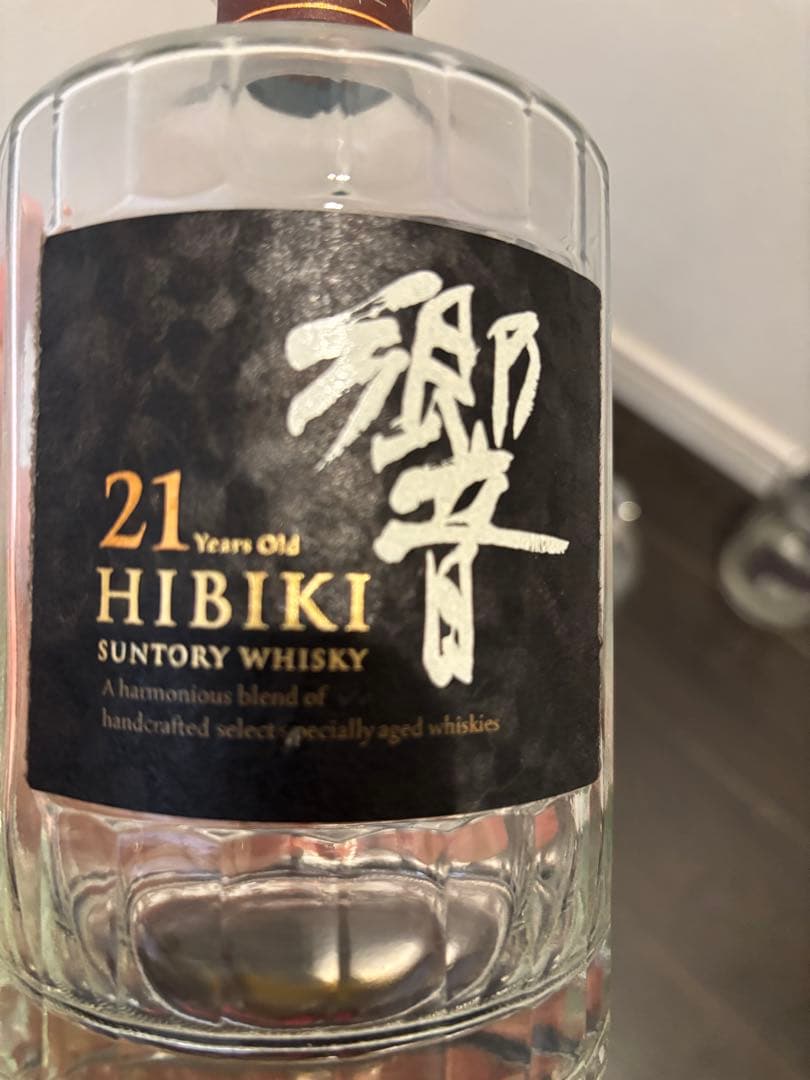 響
21 Years Old
HIBIKI
SUNTORY WHISKY
A harmonious blend of
handcrafted select specially aged whiskies